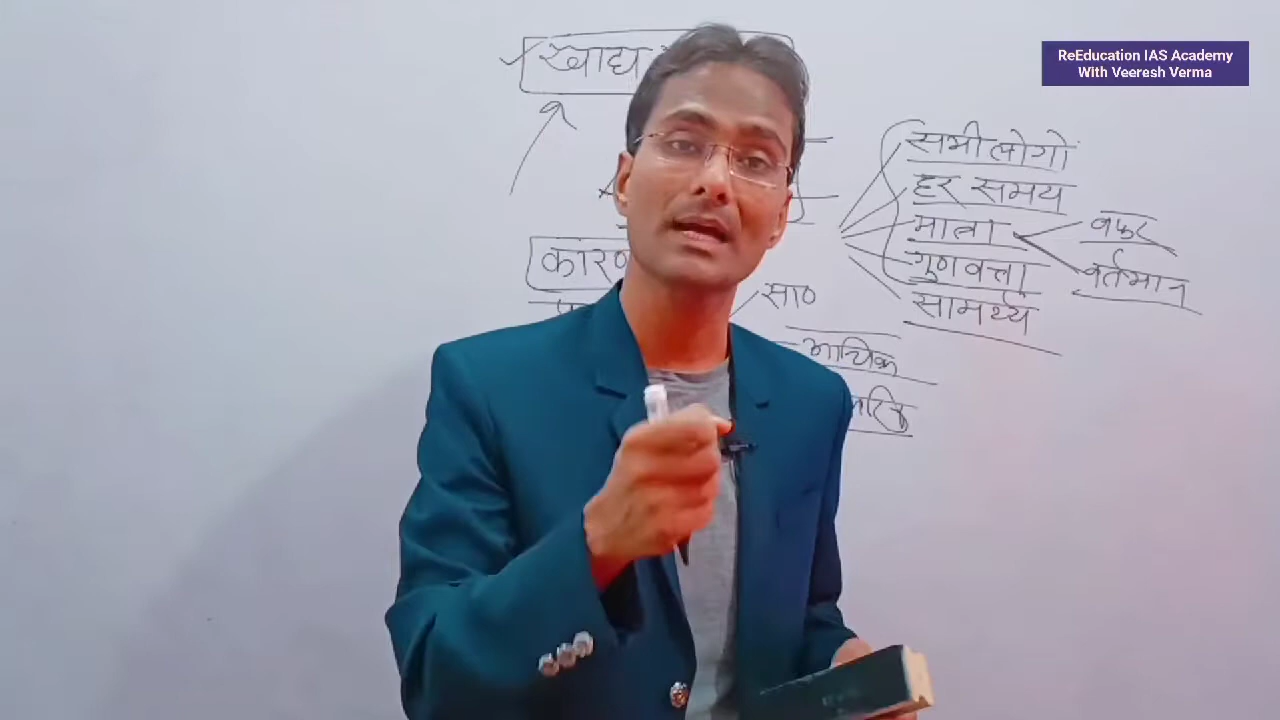 ReEducation IAS Academy
With Veeresh Verma
खाद्य
सभी लोगो
हर समय
मात्रा
गुणवत्ता
सामर्थ्य
बफर
वर्तमान
कारण
सा०
आर्थिक